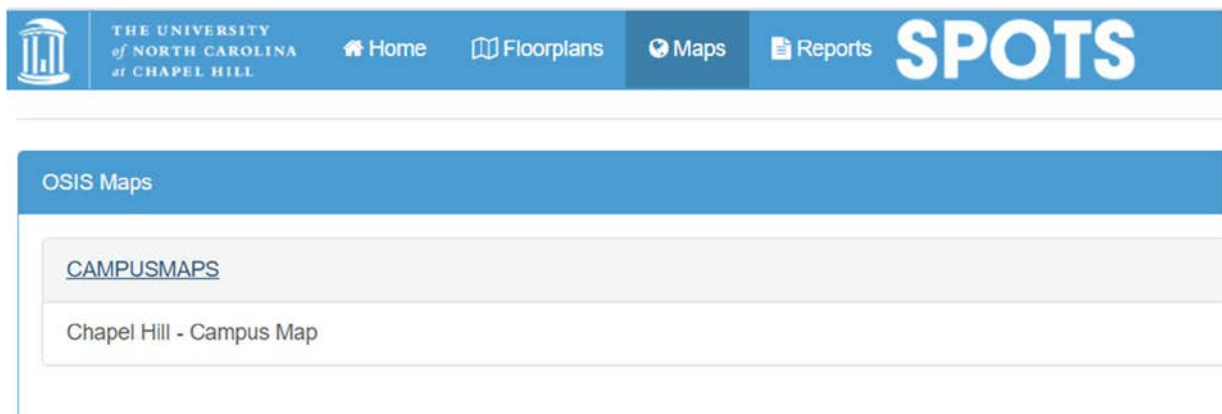 THE UNIVERSITY
of NORTH CAROLINA
at CHAPEL HILL
Home Floorplans Maps Reports SPOTS
OSIS Maps
CAMPUSMAPS
Chapel Hill - Campus Map